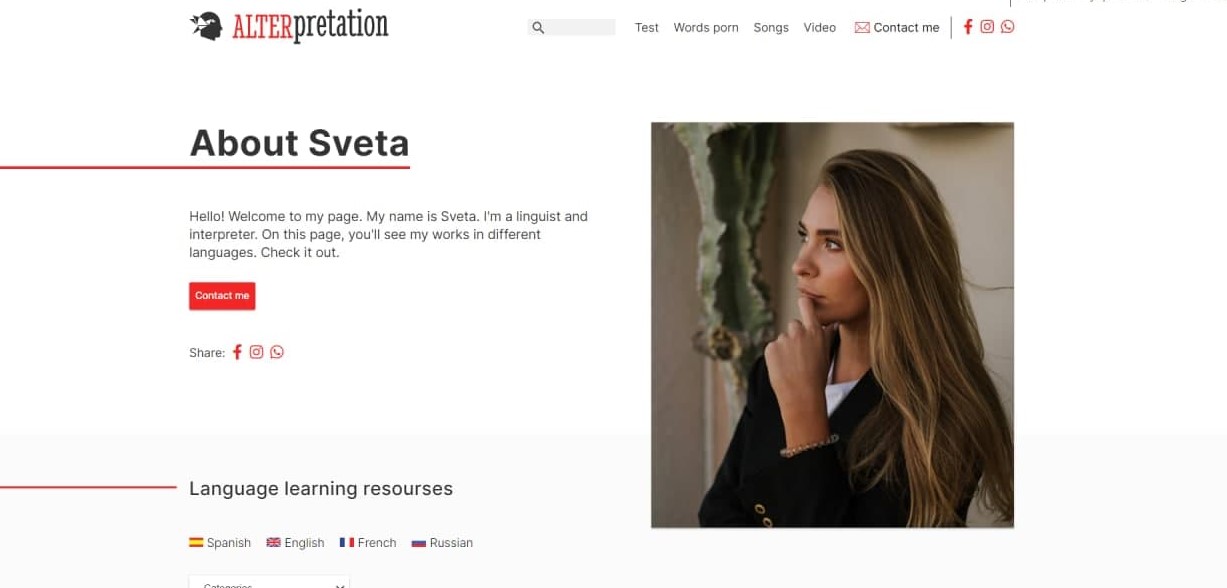 ALTERpretation
Test Words porn Songs Video Contact me
About Sveta
Hello! Welcome to my page. My name is Sveta. I'm a linguist and
interpreter. On this page, you'll see my works in different
languages. Check it out.
Contact me
Share:
Language learning resourses
Spanish English French Russian
Categories